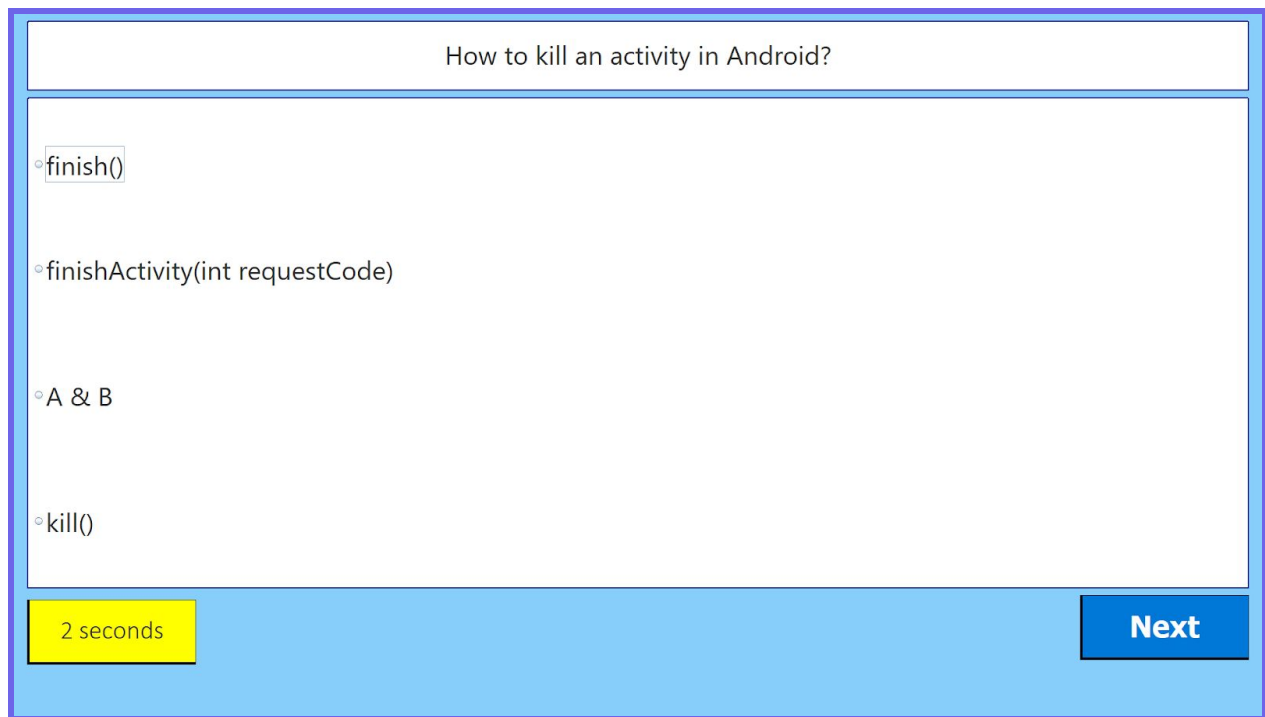 How to kill an activity in Android?
finish()
finishActivity(int requestCode)
A & B
kill()
2 seconds
Next